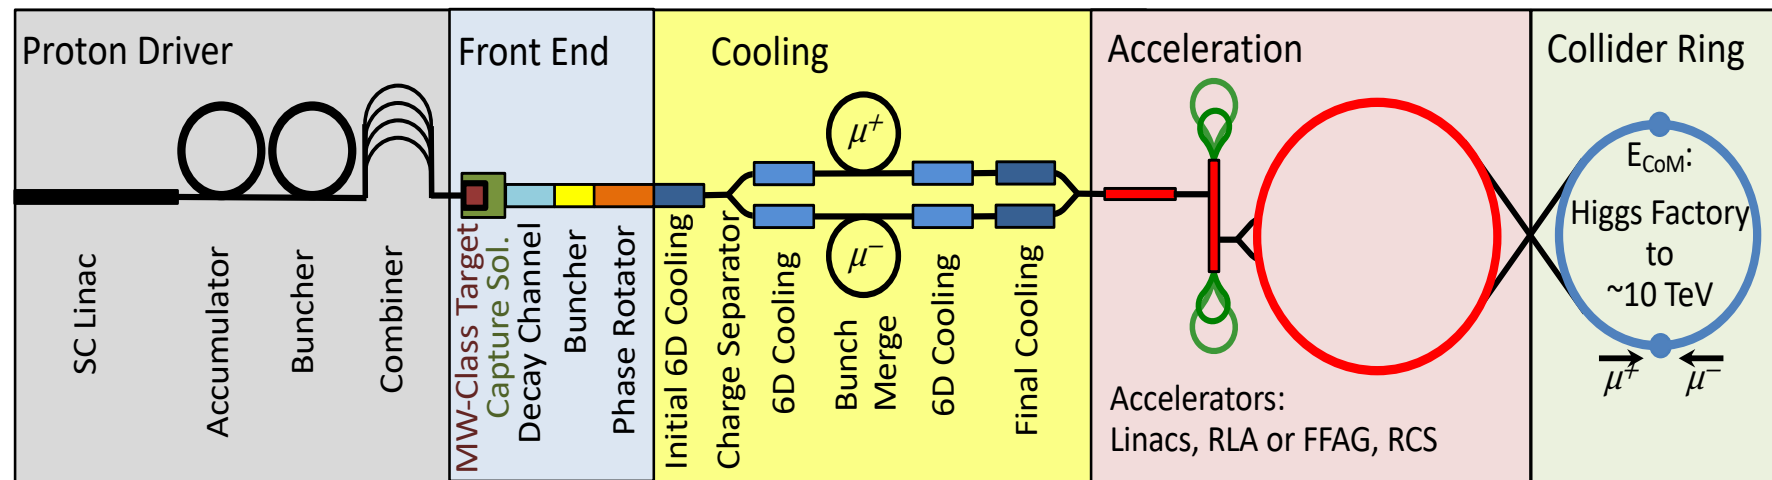 Proton Driver
SC Linac
Accumulator
Buncher
Combiner
Front End
MW-Class Target
Capture Sol.
Decay Channel
Buncher
Phase Rotator
Cooling
μ+
μ−
Initial 6D Cooling
Charge Separator
6D Cooling
Bunch
Merge
6D Cooling
Final Cooling
Acceleration
Accelerators:
Linacs, RLA or FFAG, RCS
Collider Ring
ECoM:
Higgs Factory
to
~10 TeV
μ+ μ−